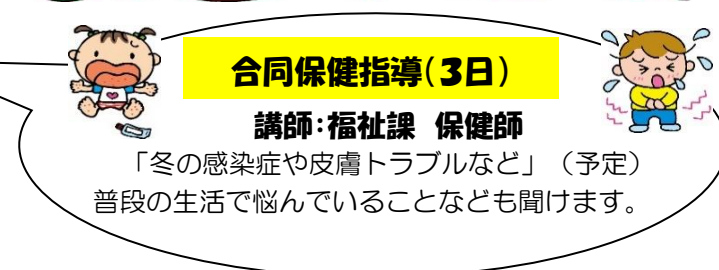 合同保健指導(3日)
講師:福祉課 保健師
「冬の感染症や皮膚トラブルなど」(予定)
普段の生活で悩んでいることなども聞けます。